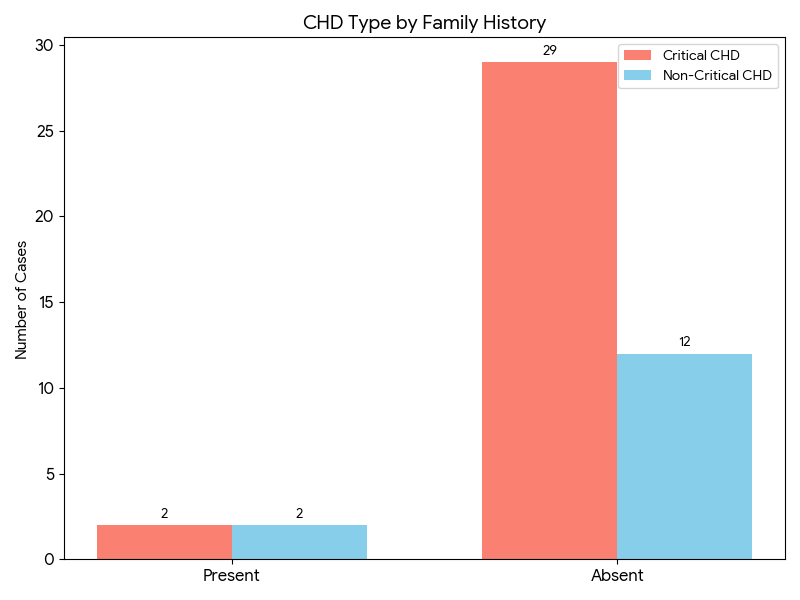 CHD Type by Family History
Critical CHD
Non-Critical CHD
Number of Cases
30
25
20
15
10
5
0
2
2
29
12
Present
Absent